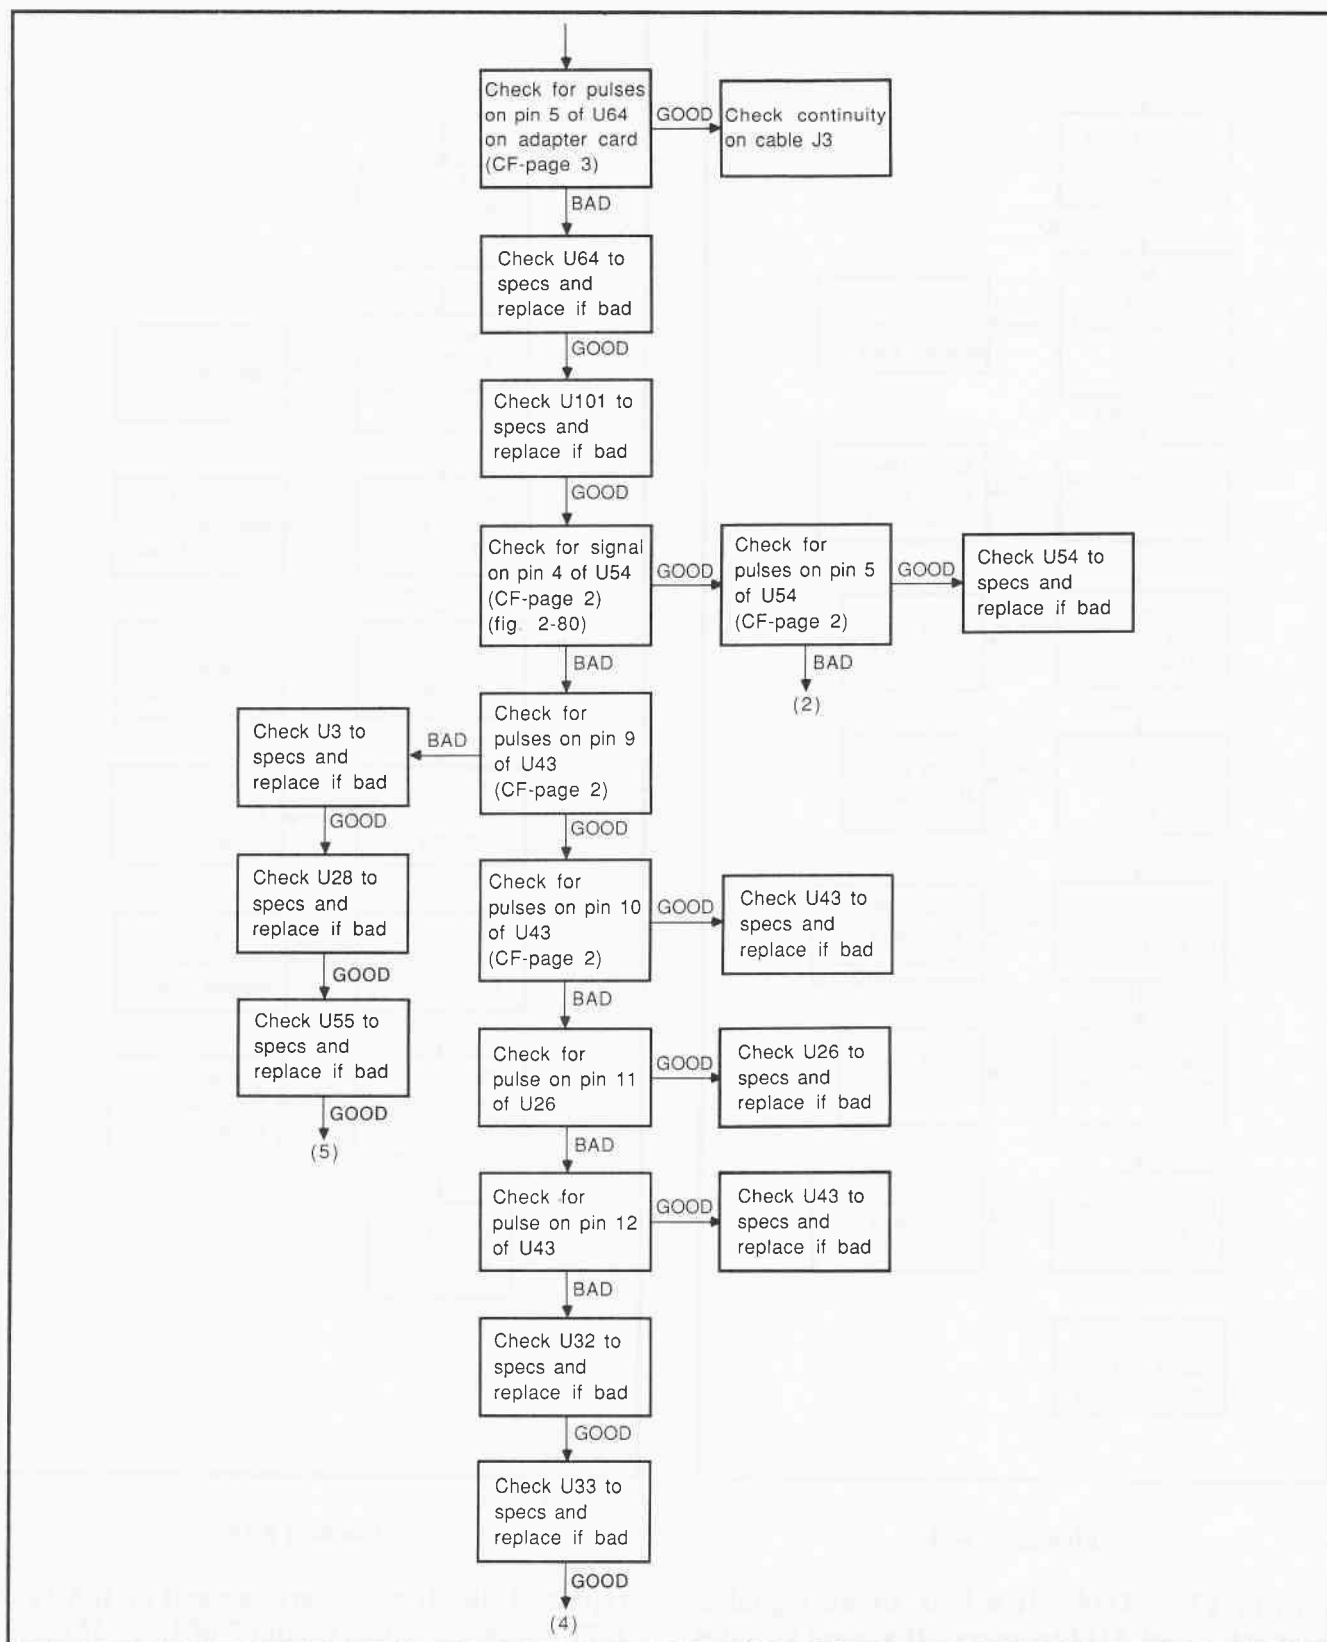 Check for pulses
on pin 5 of U64
on adapter card
(CF-page 3)
GOOD
Check continuity
on cable J3
BAD
Check U64 to
specs and
replace if bad
GOOD
Check U101 to
specs and
replace if bad
GOOD
Check for signal
on pin 4 of U54
(CF-page 2)
(fig. 2-80)
GOOD
Check for
pulses on pin 5
of U54
(CF-page 2)
GOOD
Check U54 to
specs and
replace if bad
BAD
(2)
BAD
Check for
pulses on pin 9
of U43
(CF-page 2)
BAD
Check U3 to
specs and
replace if bad
GOOD
Check U28 to
specs and
replace if bad
GOOD
Check U55 to
specs and
replace if bad
GOOD
(5)
GOOD
Check for
pulses on pin 10
of U43
(CF-page 2)
GOOD
Check U43 to
specs and
replace if bad
BAD
Check for
pulse on pin 11
of U26
GOOD
Check U26 to
specs and
replace if bad
BAD
Check for
pulse on pin 12
of U43
GOOD
Check U43 to
specs and
replace if bad
BAD
Check U32 to
specs and
replace if bad
GOOD
Check U33 to
specs and
replace if bad
GOOD
(4)